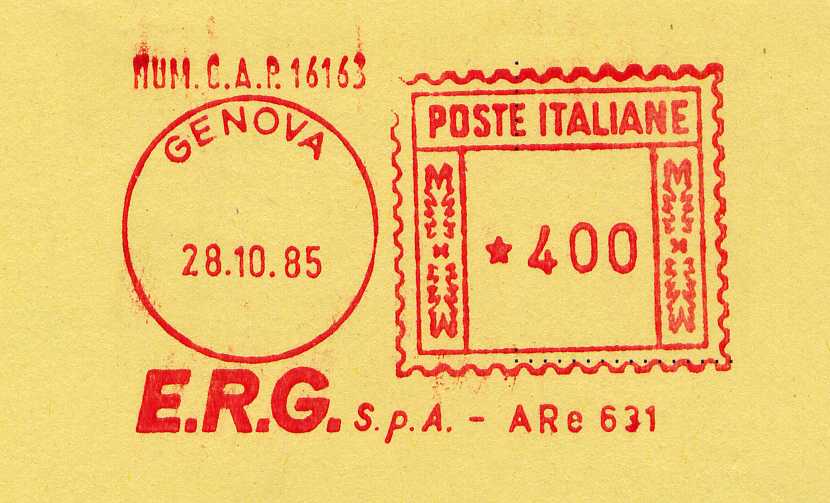 NUM. C.A.P. 16163
GENOVA
28.10.85
POSTE ITALIANE
*400
E.R.G. S.p.A. - ARe 631